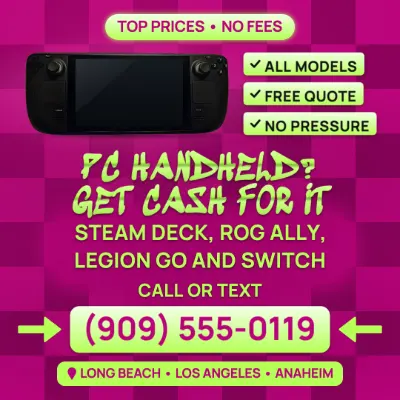 TOP PRICES • NO FEES
✓ ALL MODELS
✓ FREE QUOTE
✓ NO PRESSURE
PC HANDHELD?
GET CASH FOR IT
STEAM DECK, ROG ALLY,
LEGION GO AND SWITCH
CALL OR TEXT
(909) 555-0119
LONG BEACH • LOS ANGELES • ANAHEIM